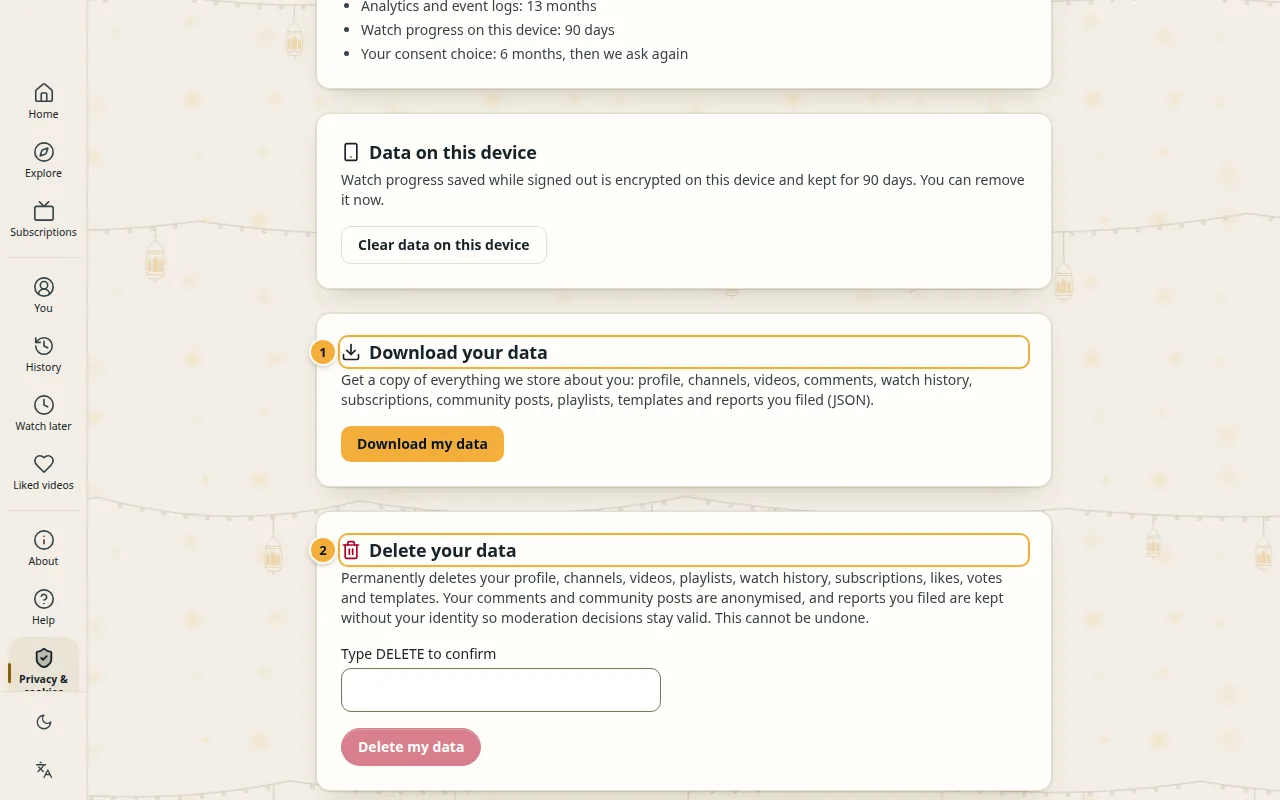 Home
Explore
Subscriptions
You
History
Watch later
Liked videos
About
Help
Privacy &
cookies
Analytics and event logs: 13 months
Watch progress on this device: 90 days
Your consent choice: 6 months, then we ask again
Data on this device
Watch progress saved while signed out is encrypted on this device and kept for 90 days. You can remove
it now.
Clear data on this device
1
Download your data
Get a copy of everything we store about you: profile, channels, videos, comments, watch history,
subscriptions, community posts, playlists, templates and reports you filed (JSON).
Download my data
2
Delete your data
Permanently deletes your profile, channels, videos, playlists, watch history, subscriptions, likes, votes
and templates. Your comments and community posts are anonymised, and reports you filed are kept
without your identity so moderation decisions stay valid. This cannot be undone.
Type DELETE to confirm
Delete my data